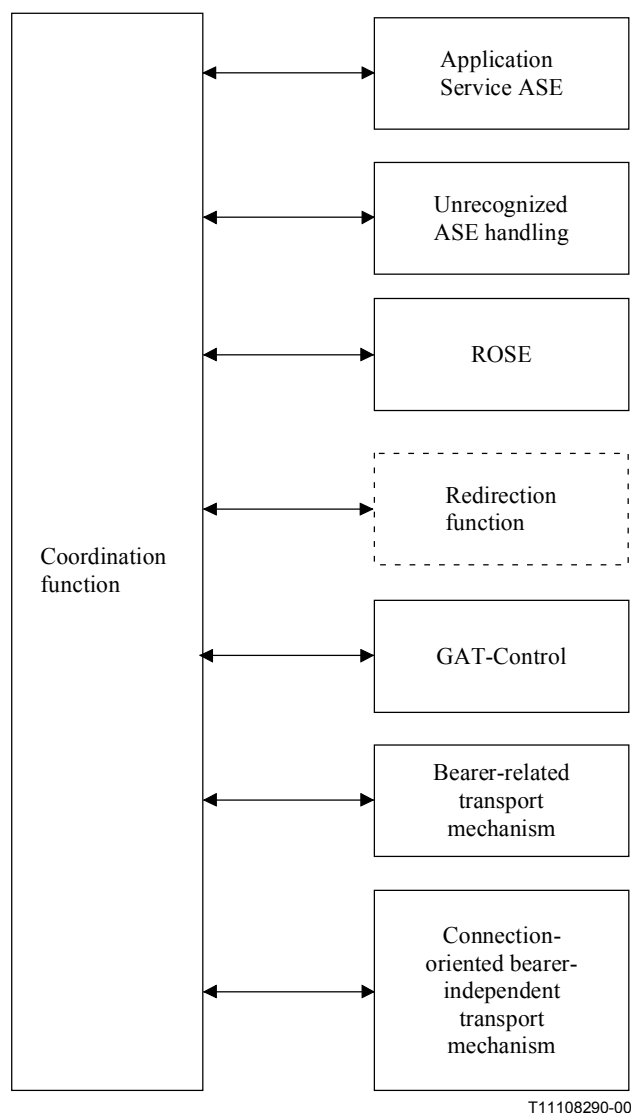 Application
Service ASE
Unrecognized
ASE handling
ROSE
Redirection
function
Coordination
function
GAT-Control
Bearer-related
transport
mechanism
Connection-
oriented bearer-
independent
transport
mechanism
T11108290-00